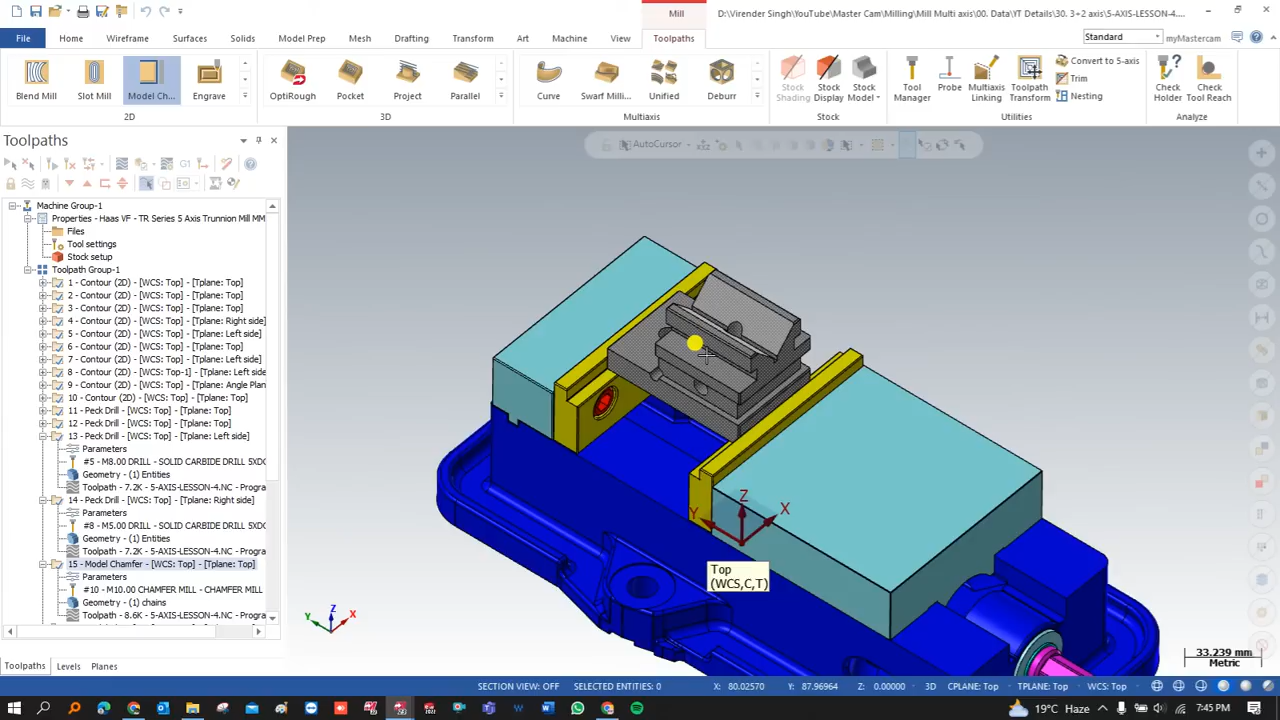 Mill
D:\Virender Singh\YouTube\Master Cam\Milling\Mill Multi axis\00. Data\YT Details\30. 3+2 axis\5-AXIS-LESSON-4....
File
Home
Wireframe
Surfaces
Solids
Model Prep
Mesh
Drafting
Transform
Art
Machine
View
Toolpaths
Standard
myMastercam
Blend Mill
Slot Mill
Model Ch...
Engrave
OptiRough
Pocket
Project
Parallel
Curve
Swarf Milli...
Unified
Deburr
Stock Shading
Stock Display
Stock Model
Tool Manager
Probe
Multiaxis Linking
Toolpath Transform
Convert to 5-axis
Trim
Nesting
Check Holder
Check Tool Reach
2D
3D
Multiaxis
Stock
Utilities
Analyze
Toolpaths
AutoCursor
G1
Machine Group-1
Properties - Haas VF - TR Series 5 Axis Trunnion Mill MM
Files
Tool settings
Stock setup
Toolpath Group-1
1 - Contour (2D) - [WCS: Top] - [Tplane: Top]
2 - Contour (2D) - [WCS: Top] - [Tplane: Top]
3 - Contour (2D) - [WCS: Top] - [Tplane: Top]
4 - Contour (2D) - [WCS: Top] - [Tplane: Right side]
5 - Contour (2D) - [WCS: Top] - [Tplane: Left side]
6 - Contour (2D) - [WCS: Top] - [Tplane: Top]
7 - Contour (2D) - [WCS: Top] - [Tplane: Left side]
8 - Contour (2D) - [WCS: Top-1] - [Tplane: Left side
9 - Contour (2D) - [WCS: Top] - [Tplane: Angle Plan
10 - Contour (2D) - [WCS: Top] - [Tplane: Top]
11 - Peck Drill - [WCS: Top] - [Tplane: Top]
12 - Peck Drill - [WCS: Top] - [Tplane: Top]
13 - Peck Drill - [WCS: Top] - [Tplane: Left side]
Parameters
#5 - M8.00 DRILL - SOLID CARBIDE DRILL 5XDC
Geometry - (1) Entities
Toolpath - 7.2K - 5-AXIS-LESSON-4.NC - Progra
14 - Peck Drill - [WCS: Top] - [Tplane: Right side]
Parameters
#8 - M5.00 DRILL - SOLID CARBIDE DRILL 5XDC
Geometry - (1) Entities
Toolpath - 7.2K - 5-AXIS-LESSON-4.NC - Progra
15 - Model Chamfer - [WCS: Top] - [Tplane: Top]
Parameters
#10 - M10.00 CHAMFER MILL - CHAMFER MILL
Geometry - (1) chains
Toolpath - 8.6K - 5-AXIS-LESSON-4.NC - Progra
Z
Y
X
Top
(WCS,C,T)
Z
Y
X
33.239 mm
Metric
Toolpaths
Levels
Planes
SECTION VIEW: OFF
SELECTED ENTITIES: 0
X: 80.02570
Y: 87.96964
Z: 0.00000
3D
CPLANE: Top
TPLANE: Top
WCS: Top
19°C Haze
7:45 PM